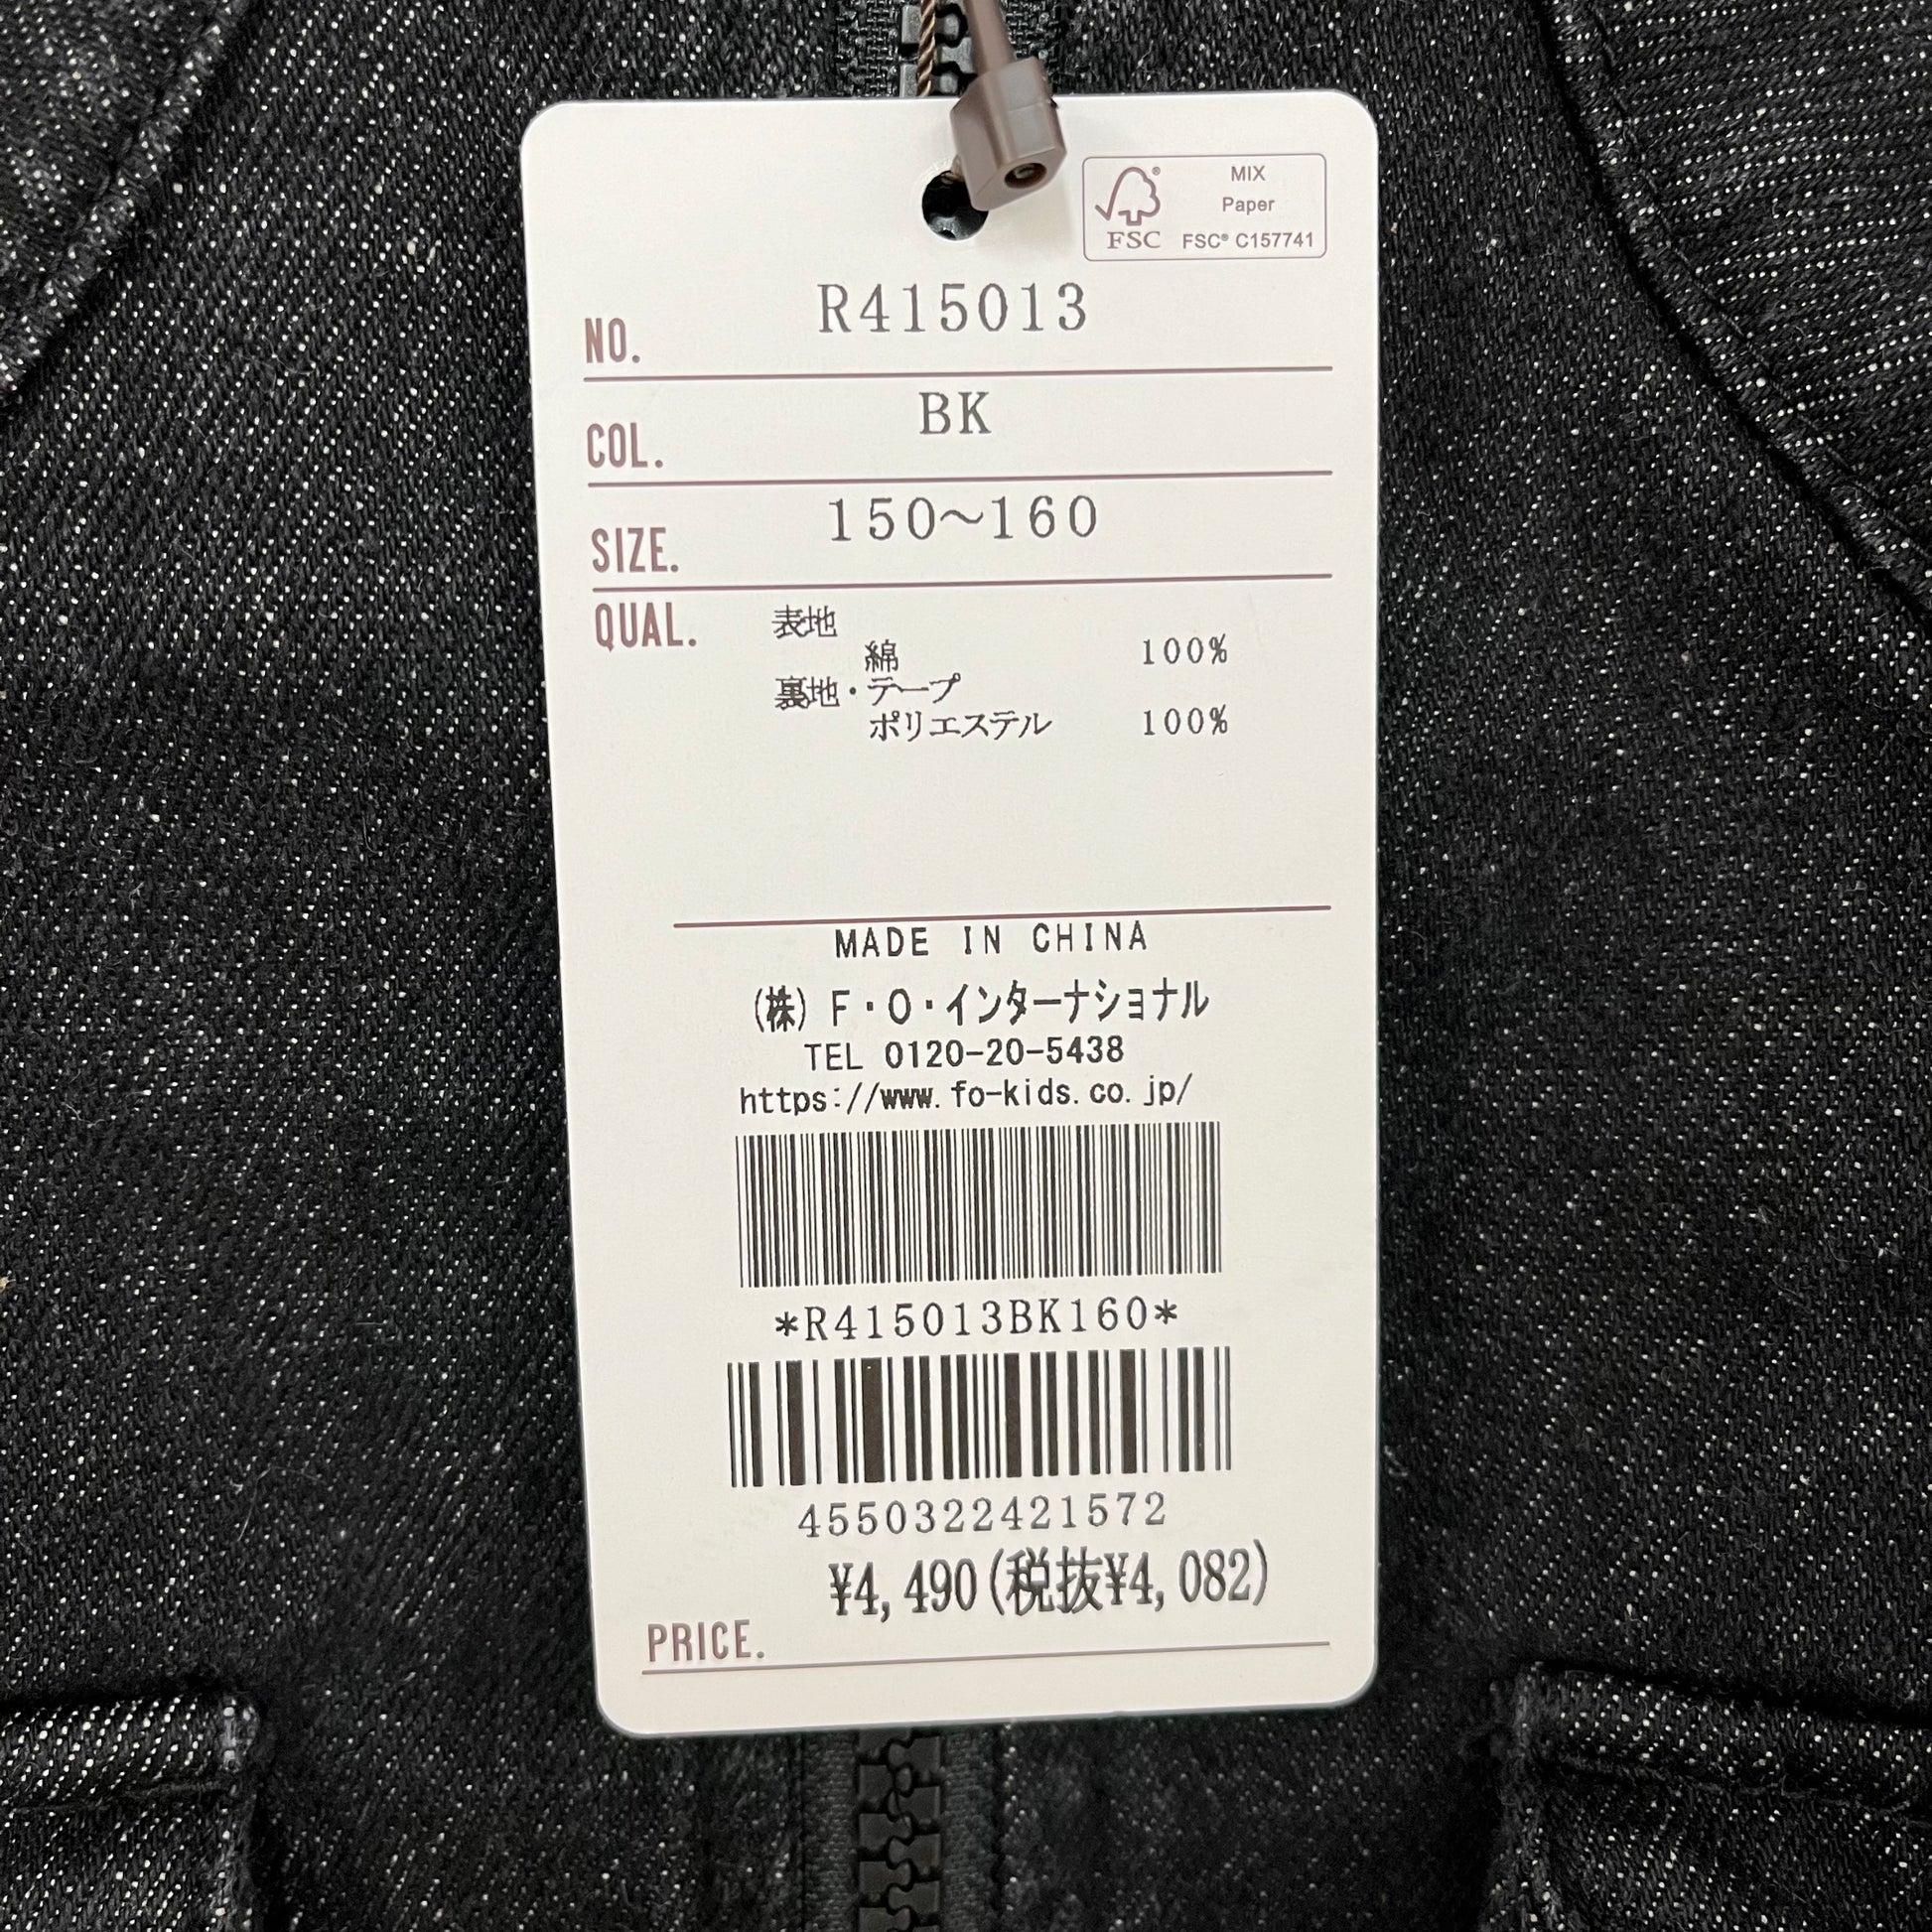 MIX
Paper
FSC
FSC® C157741
NO. R415013
COL. BK
SIZE. 150～160
QUAL. 表地
綿 100%
裏地・テープ
ポリエステル 100%
MADE IN CHINA
(株)F・O・インターナショナル
TEL 0120-20-5438
https://www.fo-kids.co.jp/
*R415013BK160*
4550322421572
¥4,490(税抜¥4,082)
PRICE.